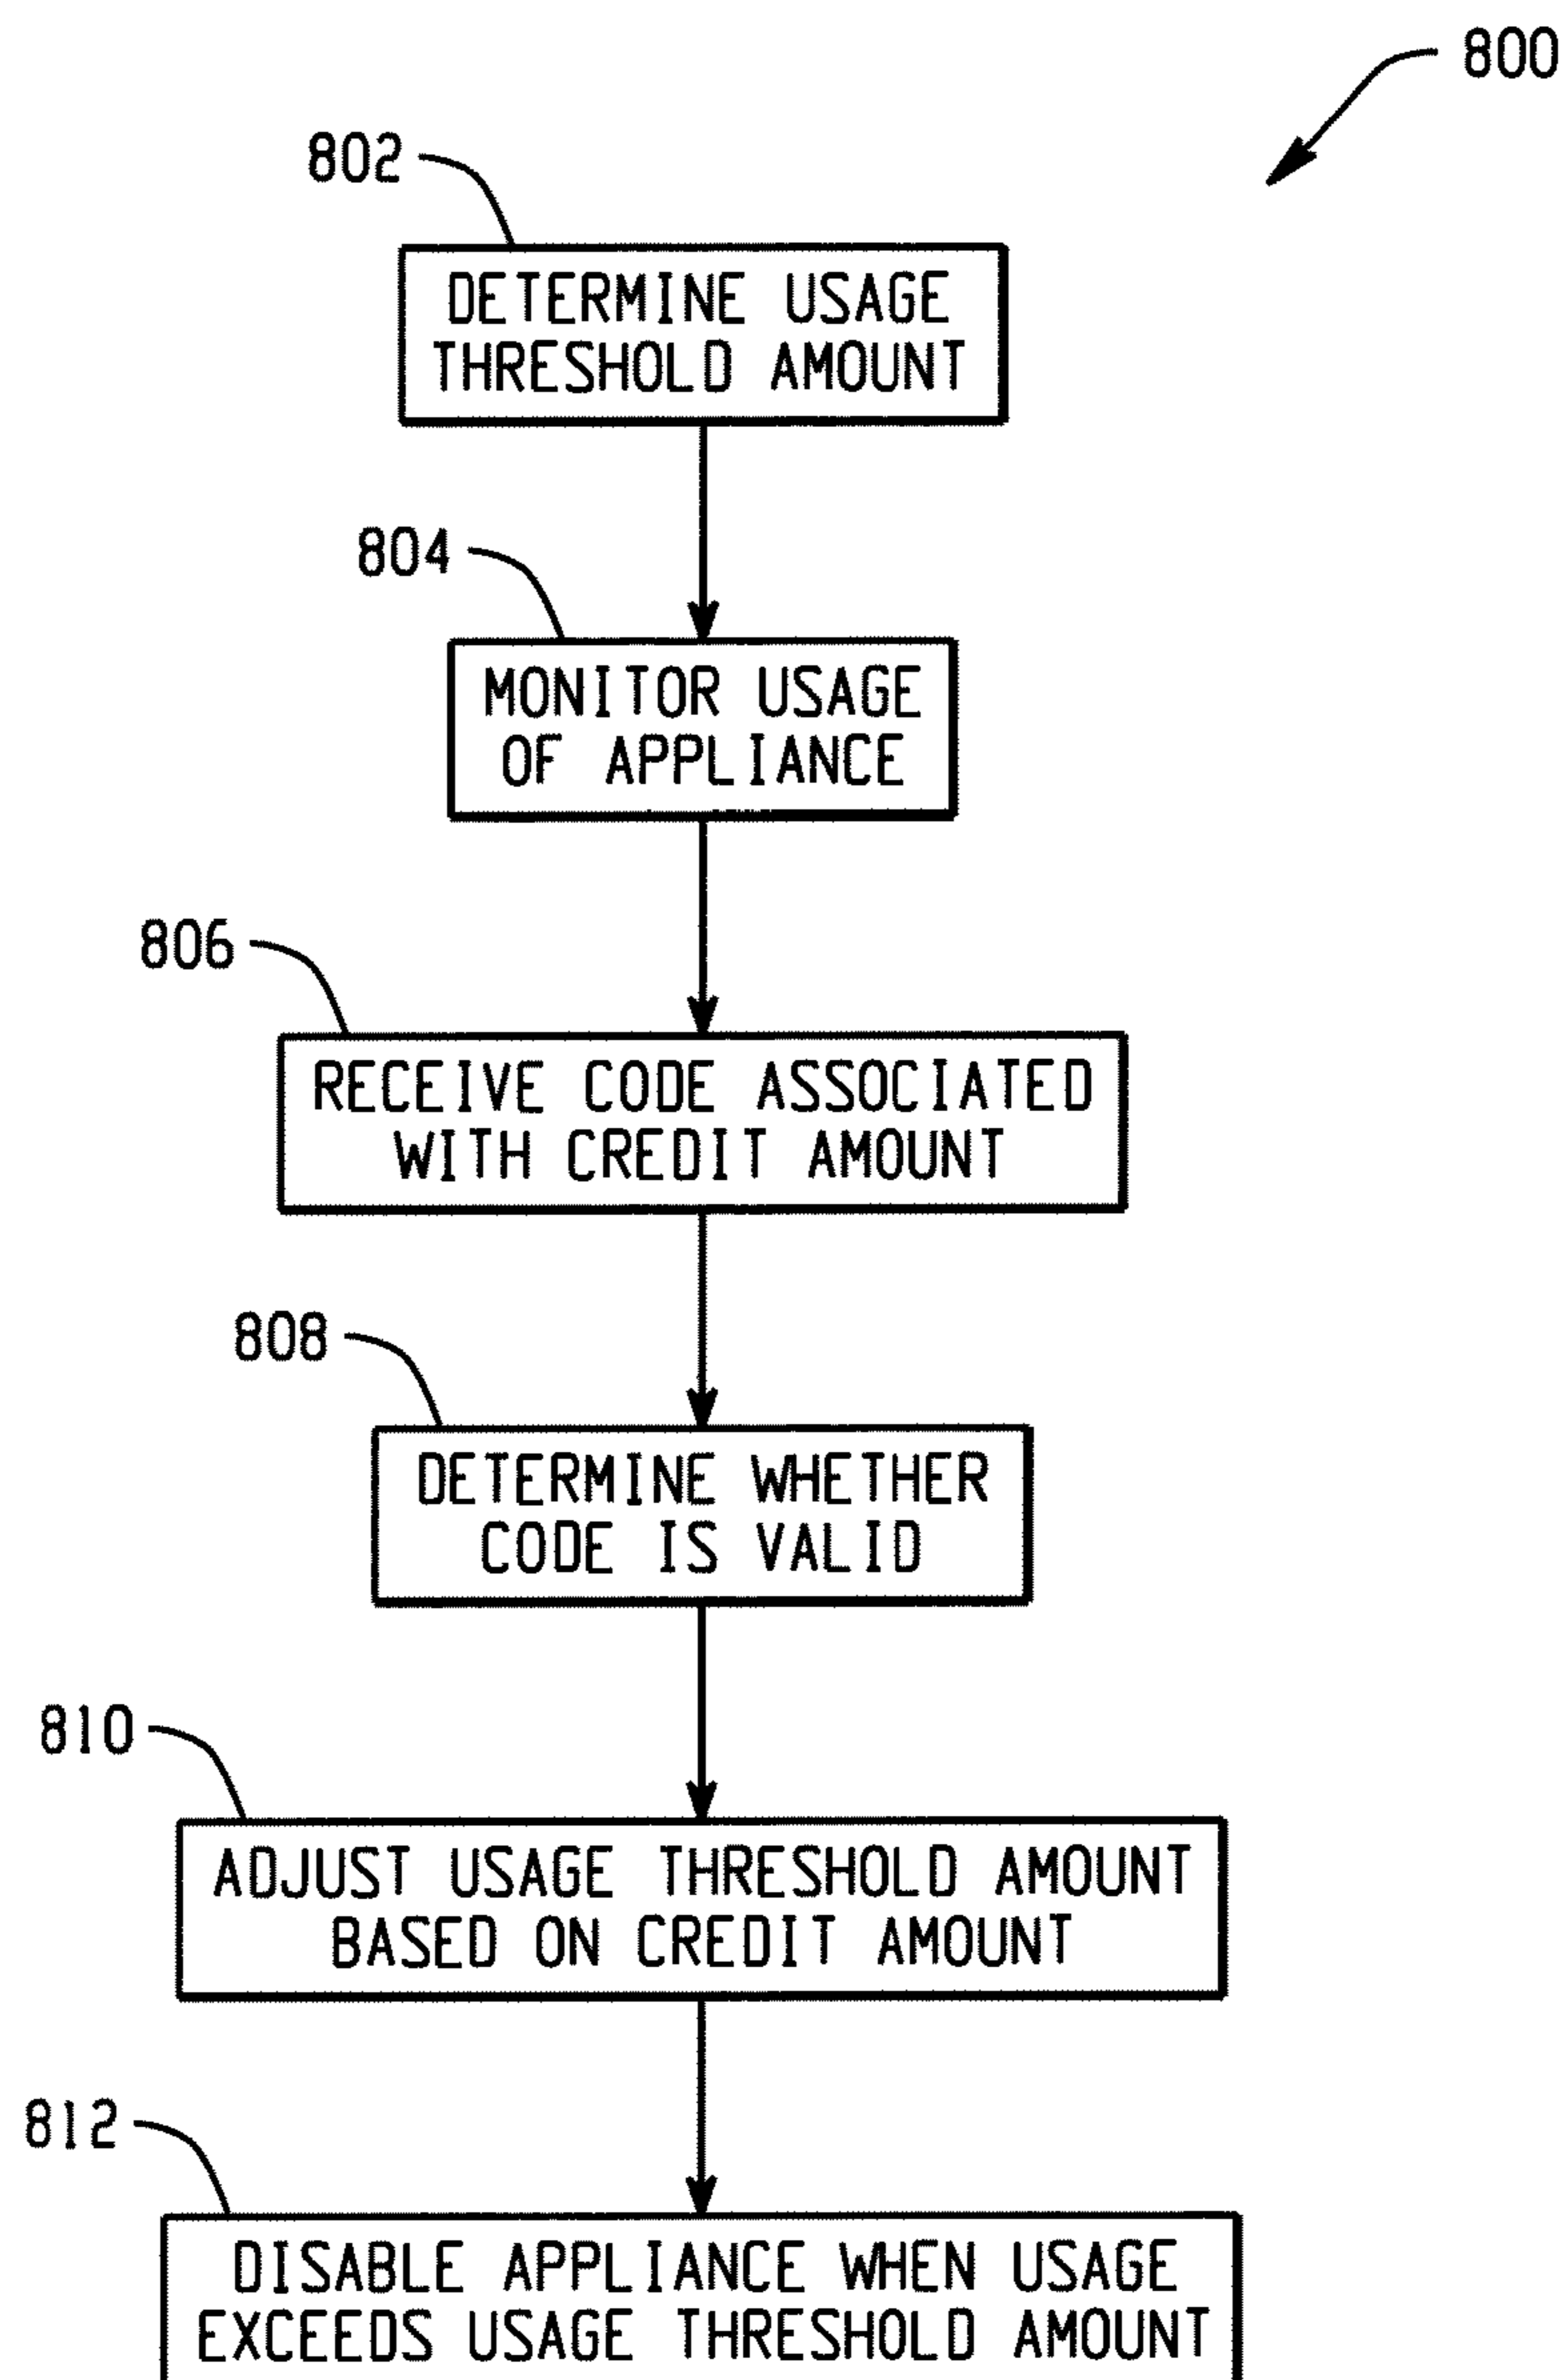 800
802
DETERMINE USAGE
THRESHOLD AMOUNT
804
MONITOR USAGE
OF APPLIANCE
806
RECEIVE CODE ASSOCIATED
WITH CREDIT AMOUNT
808
DETERMINE WHETHER
CODE IS VALID
810
ADJUST USAGE THRESHOLD AMOUNT
BASED ON CREDIT AMOUNT
812
DISABLE APPLIANCE WHEN USAGE
EXCEEDS USAGE THRESHOLD AMOUNT